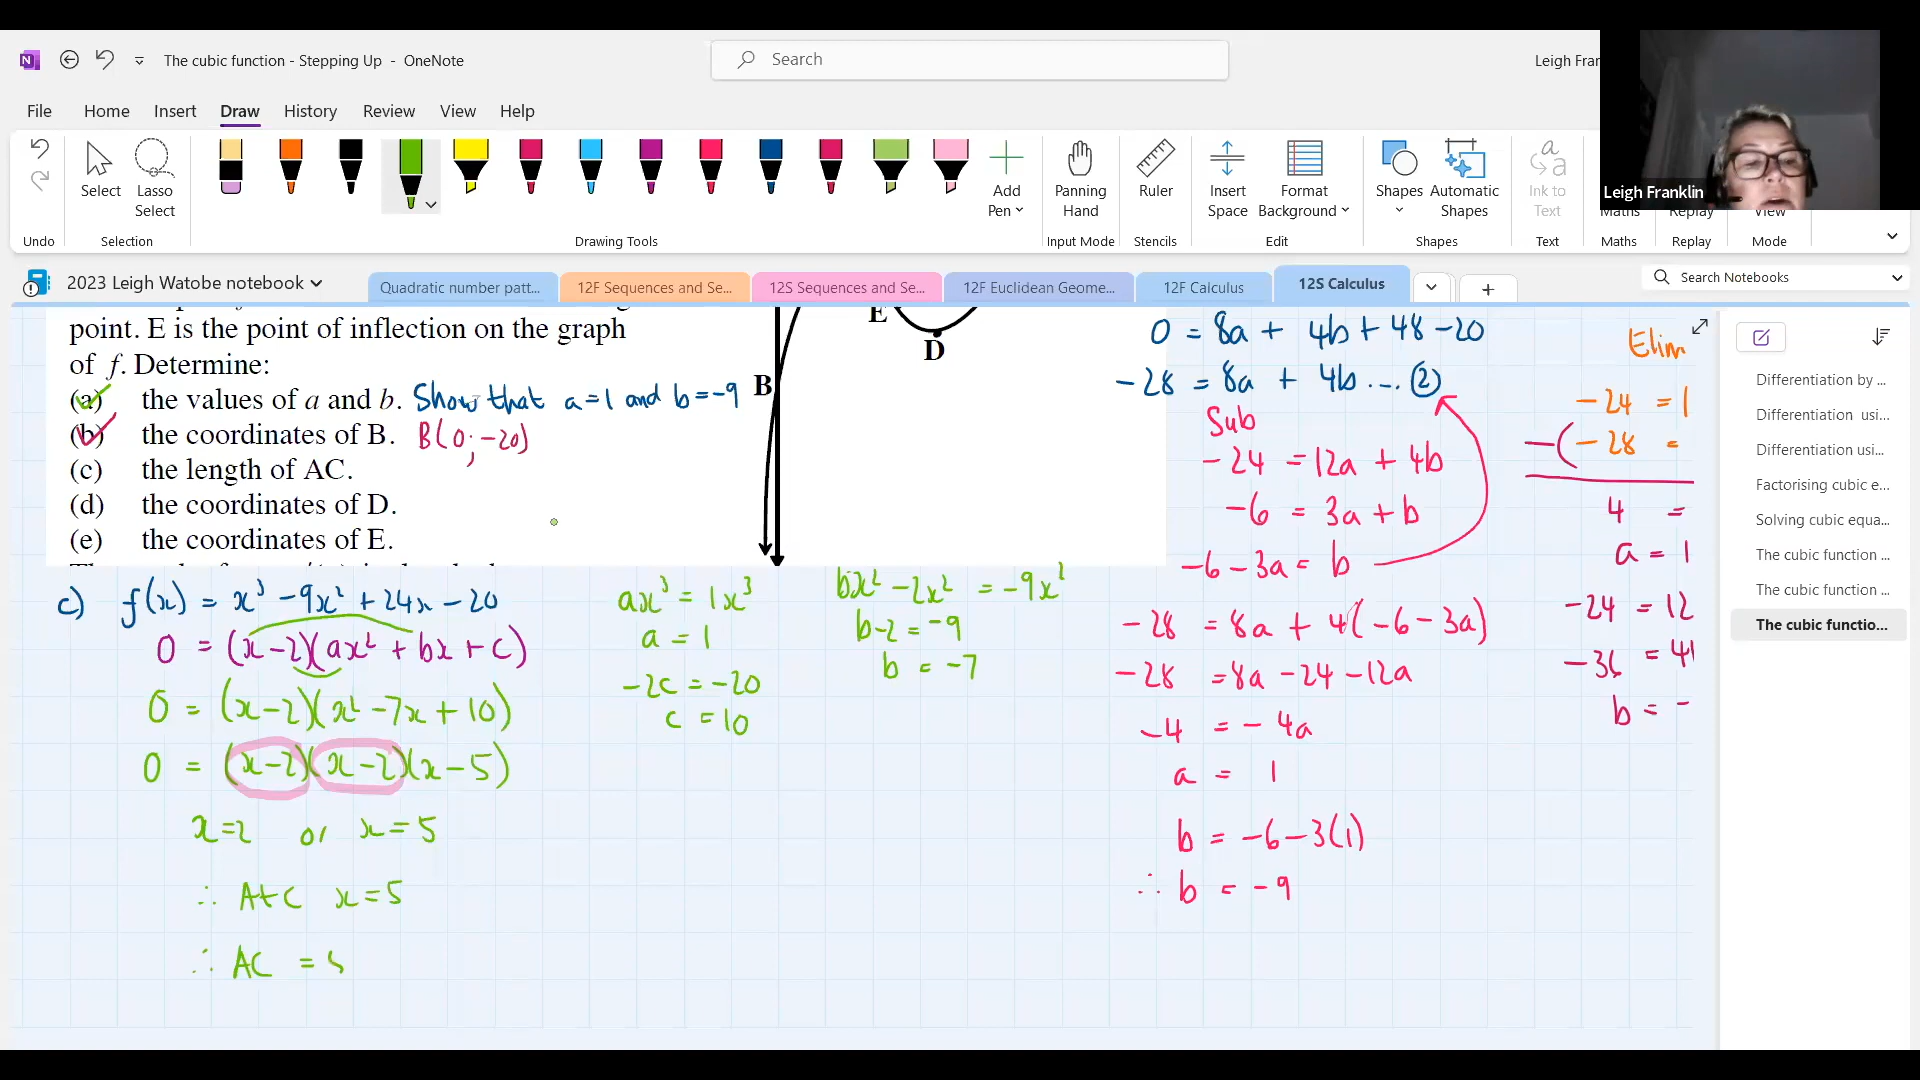 The cubic function - Stepping Up - OneNote
Search
Leigh Fran
File Home Insert Draw History Review View Help
Select
Lasso
Select
Add
Pen
Panning
Hand
Ruler
Insert
Space
Format
Background
Shapes
Automatic
Shapes
Ink to
Text
Maths
Replay
View
Leigh Franklin
Undo
Selection
Drawing Tools
Input Mode
Stencils
Edit
Shapes
Text
Maths
Replay
Mode
2023 Leigh Watobe notebook
Quadratic number patt...
12F Sequences and Se...
12S Sequences and Se...
12F Euclidean Geome...
12F Calculus
12S Calculus
Search Notebooks
point. E is the point of inflection on the graph
of f. Determine:
(a) the values of a and b. Show that a=1 and b=-9
(b) the coordinates of B. B(0;-20)
(c) the length of AC.
(d) the coordinates of D.
(e) the coordinates of E.
E
D
B
c) f(x) = x³ - 9x² + 24x - 20
0 = (x-2)(ax² + bx + c)
0 = (x-2)(x² - 7x + 10)
0 = (x-2)(x-2)(x-5)
x=2 or x=5
∴ A+C x=5
∴ AC = 5
ax³ = 1x³
a = 1
-2c = -20
c = 10
bx² - 2x² = -9x²
b-2 = -9
b = -7
0 = 8a + 4b + 48 - 20
-28 = 8a + 4b ... ②
Sub
-24 = 12a + 4b
-6 = 3a + b
-6 - 3a = b
-28 = 8a + 4(-6 - 3a)
-28 = 8a - 24 - 12a
-4 = -4a
a = 1
b = -6 - 3(1)
∴ b = -9
Elim
-24 = 1
-(-28 =
4 =
a = 1
-24 = 12
-36 = 4
b = -
Differentiation by ...
Differentiation usi...
Differentiation usi...
Factorising cubic e...
Solving cubic equa...
The cubic function ...
The cubic function ...
The cubic functio...